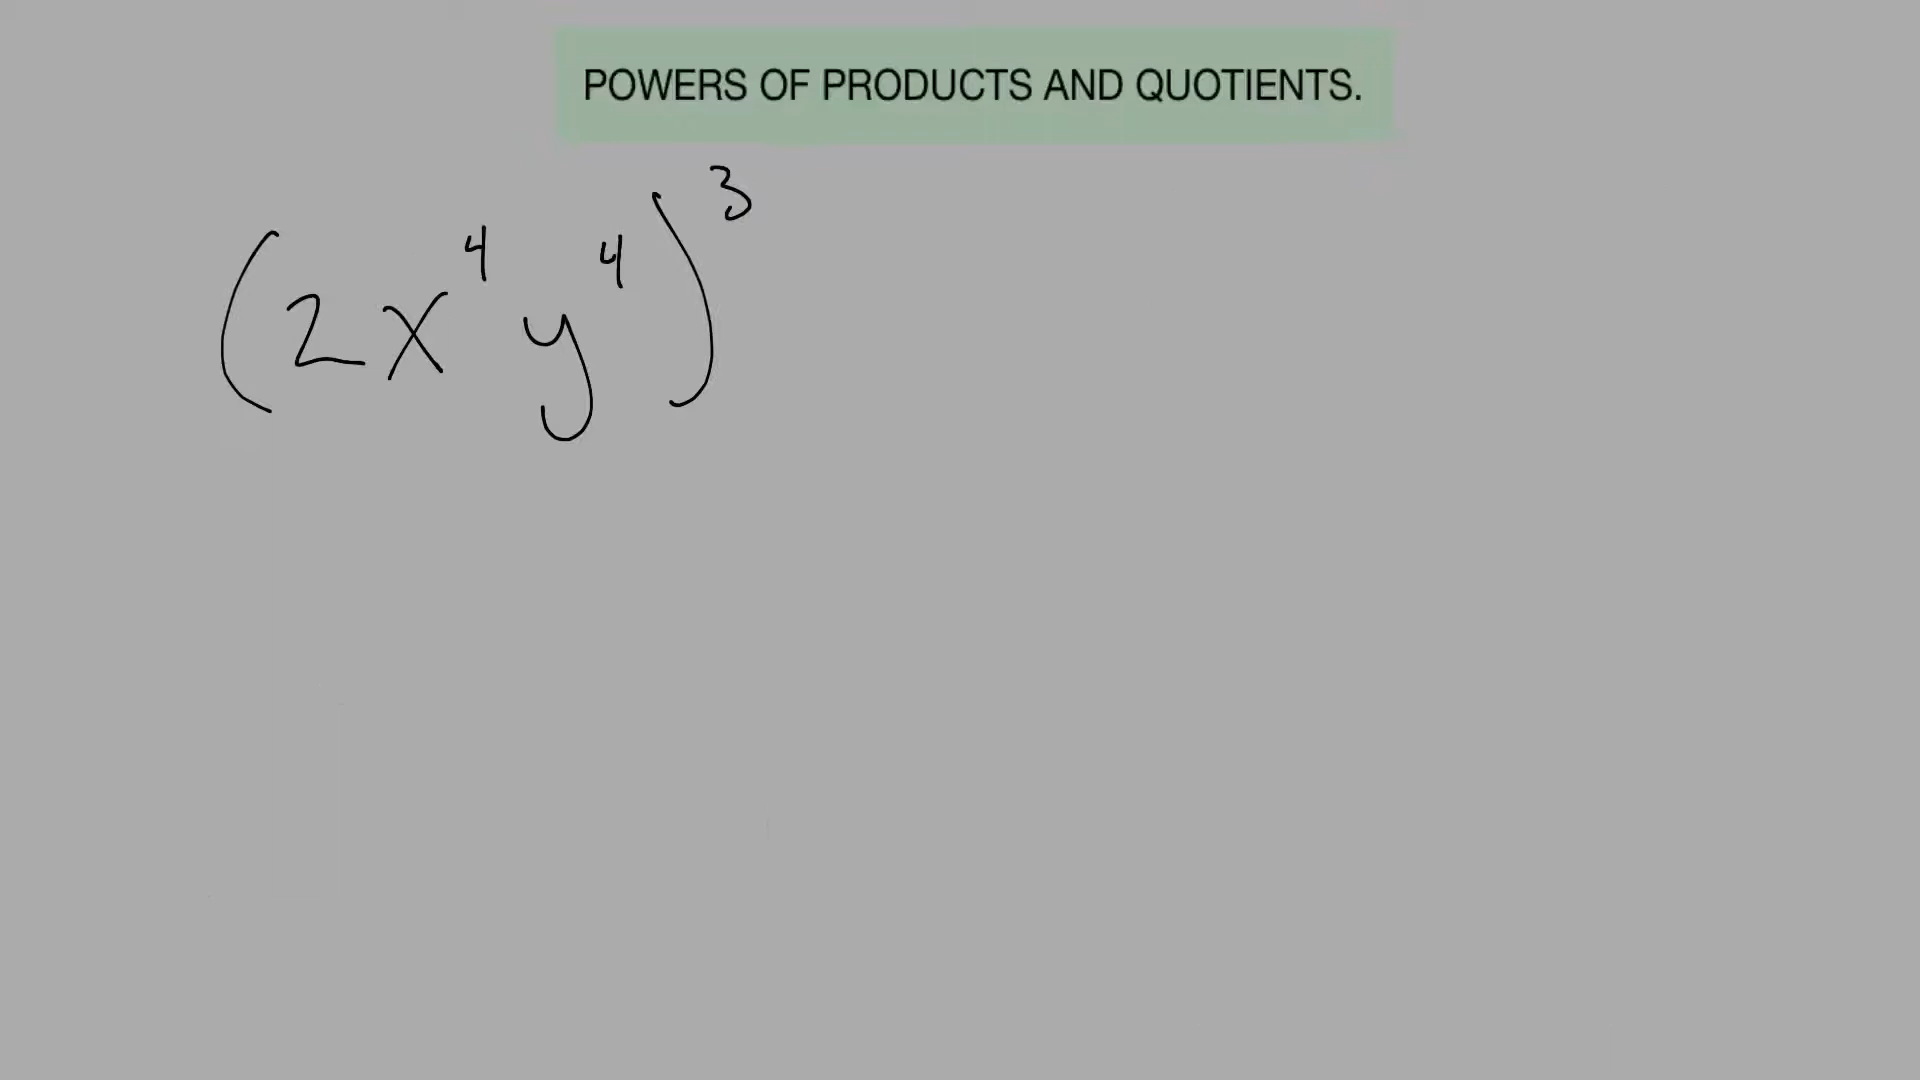 POWERS OF PRODUCTS AND QUOTIENTS.
(2x⁴y⁴)³